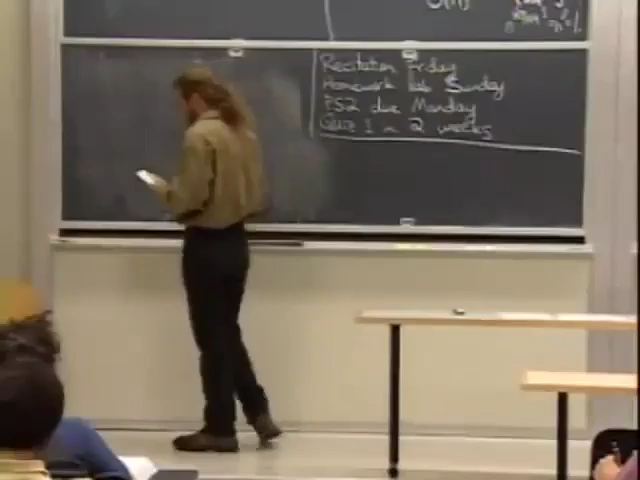 O(n)
Recitation Friday
Homework lab Sunday
PS2 due Monday
Quiz 1 in 2 weeks